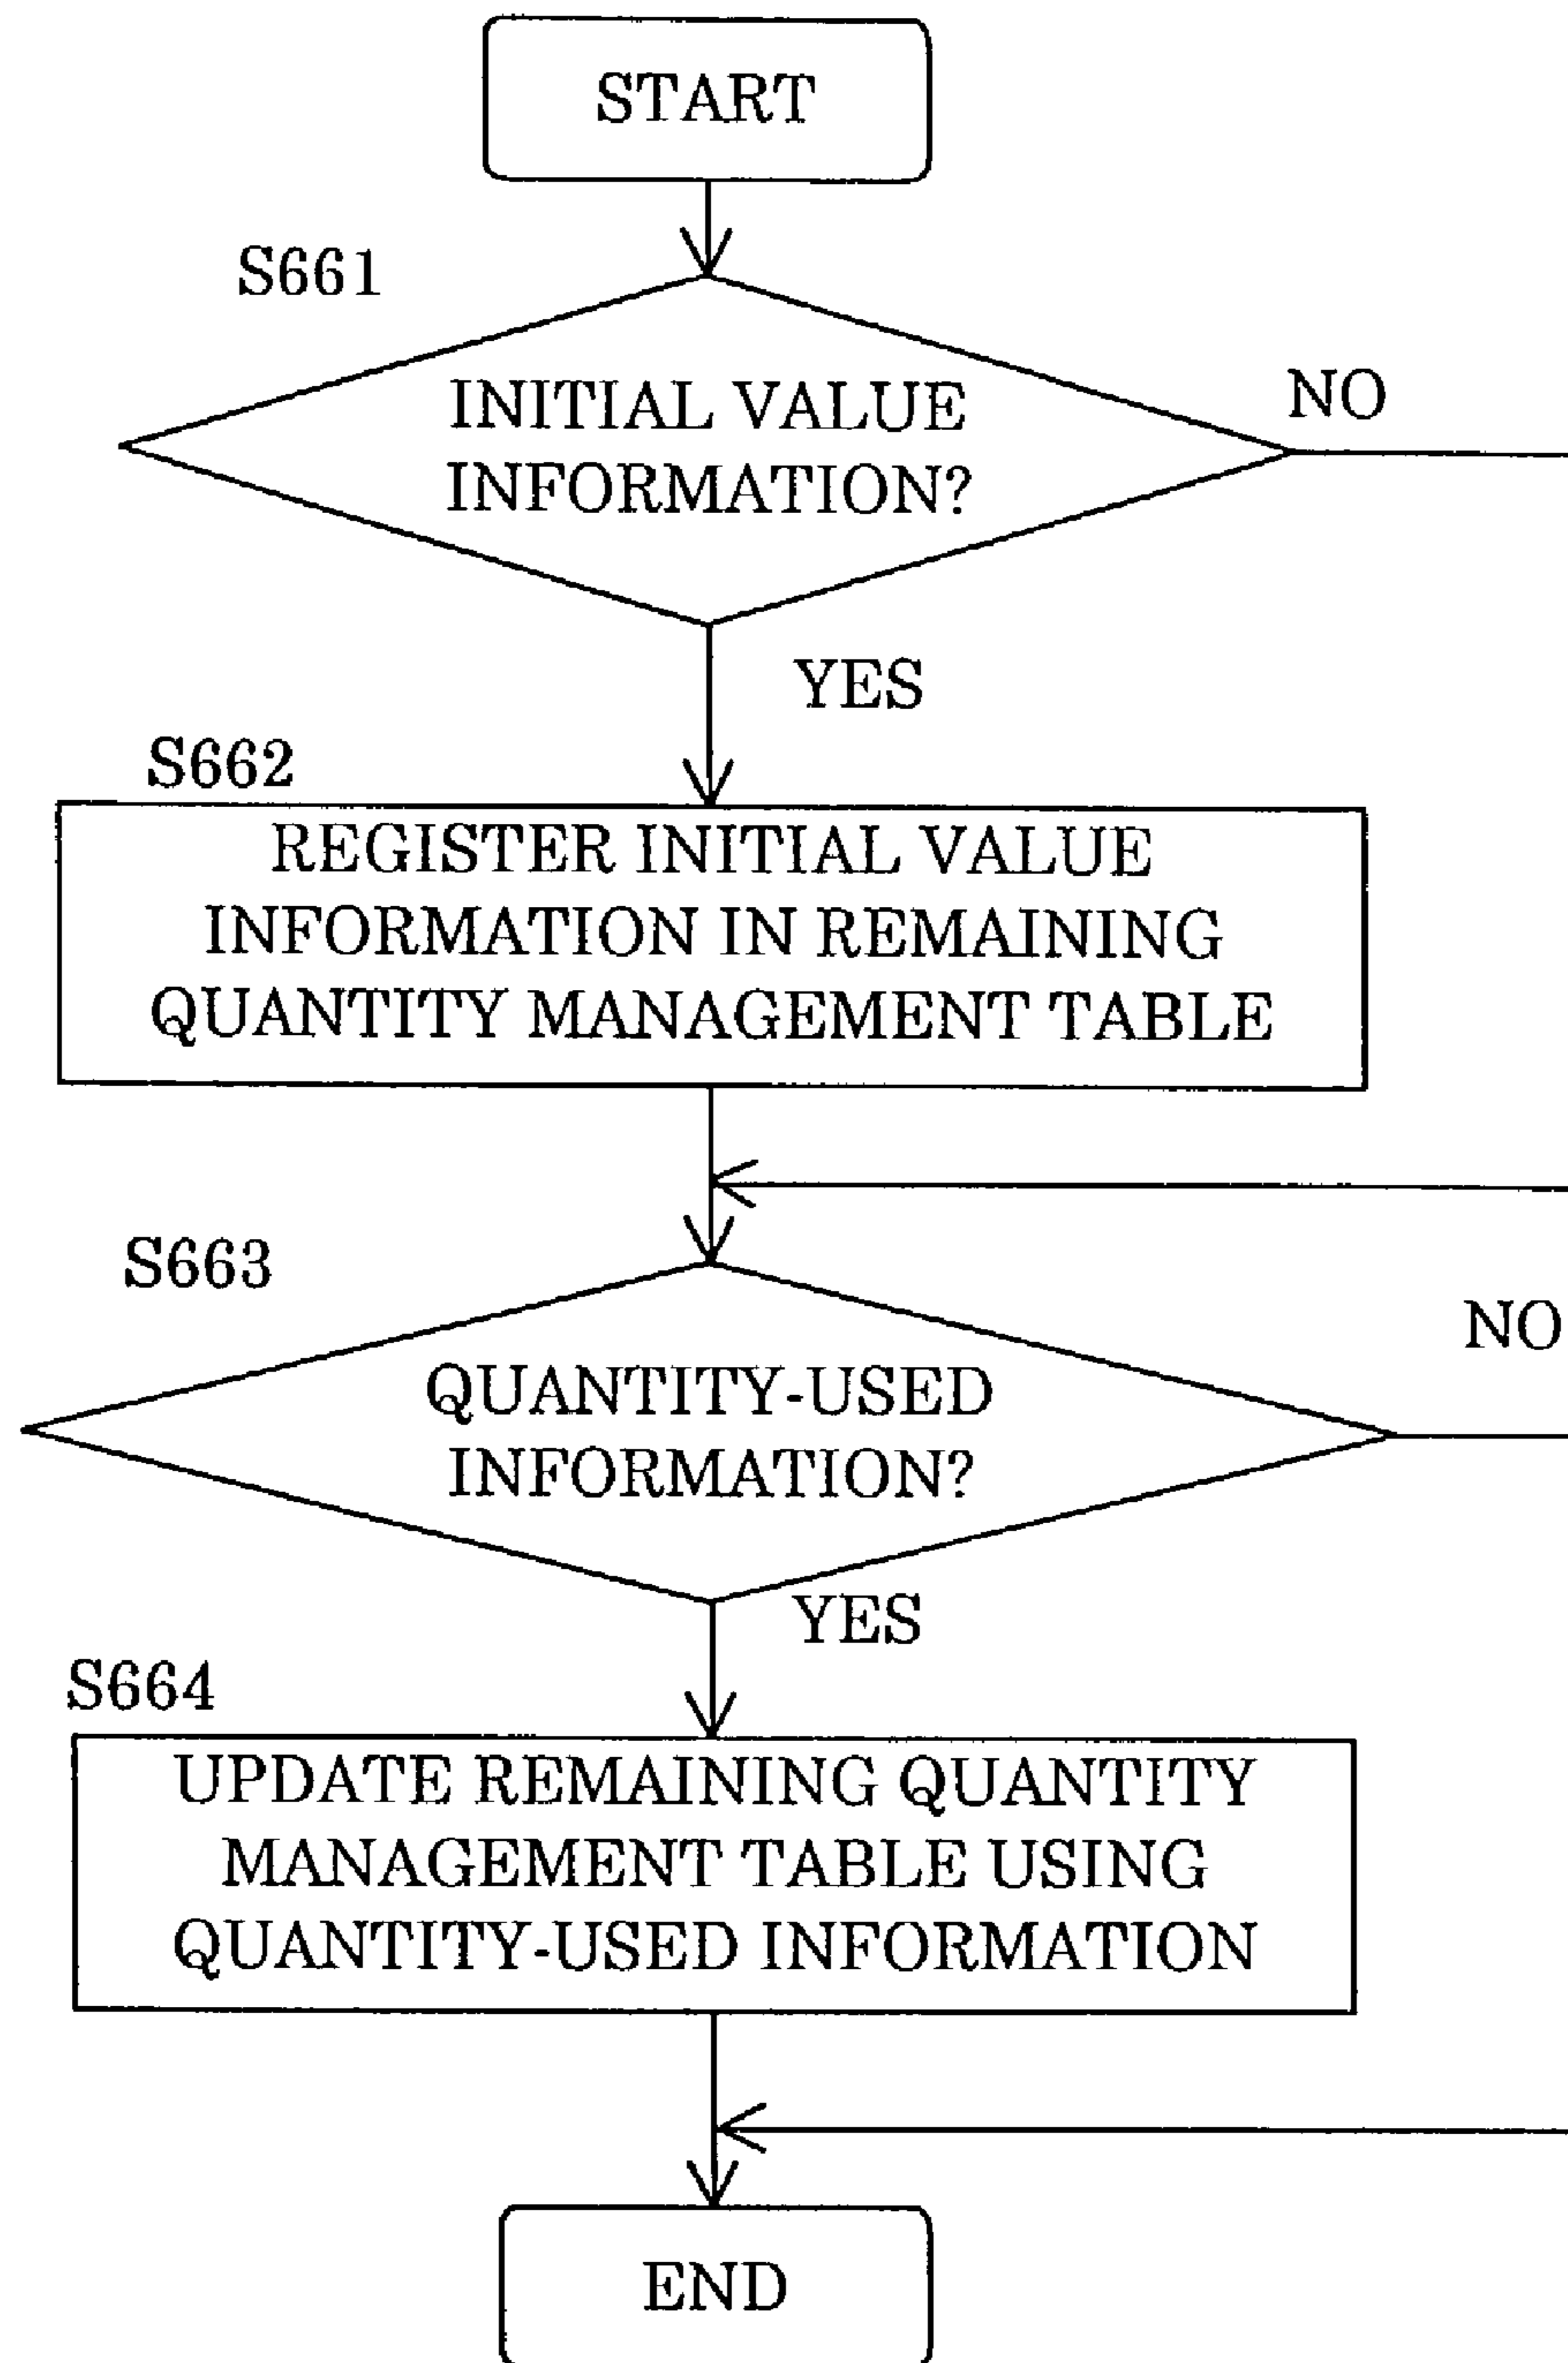 START
S661
INITIAL VALUE
INFORMATION?
NO
YES
S662
REGISTER INITIAL VALUE
INFORMATION IN REMAINING
QUANTITY MANAGEMENT TABLE
S663
QUANTITY-USED
INFORMATION?
NO
YES
S664
UPDATE REMAINING QUANTITY
MANAGEMENT TABLE USING
QUANTITY-USED INFORMATION
END